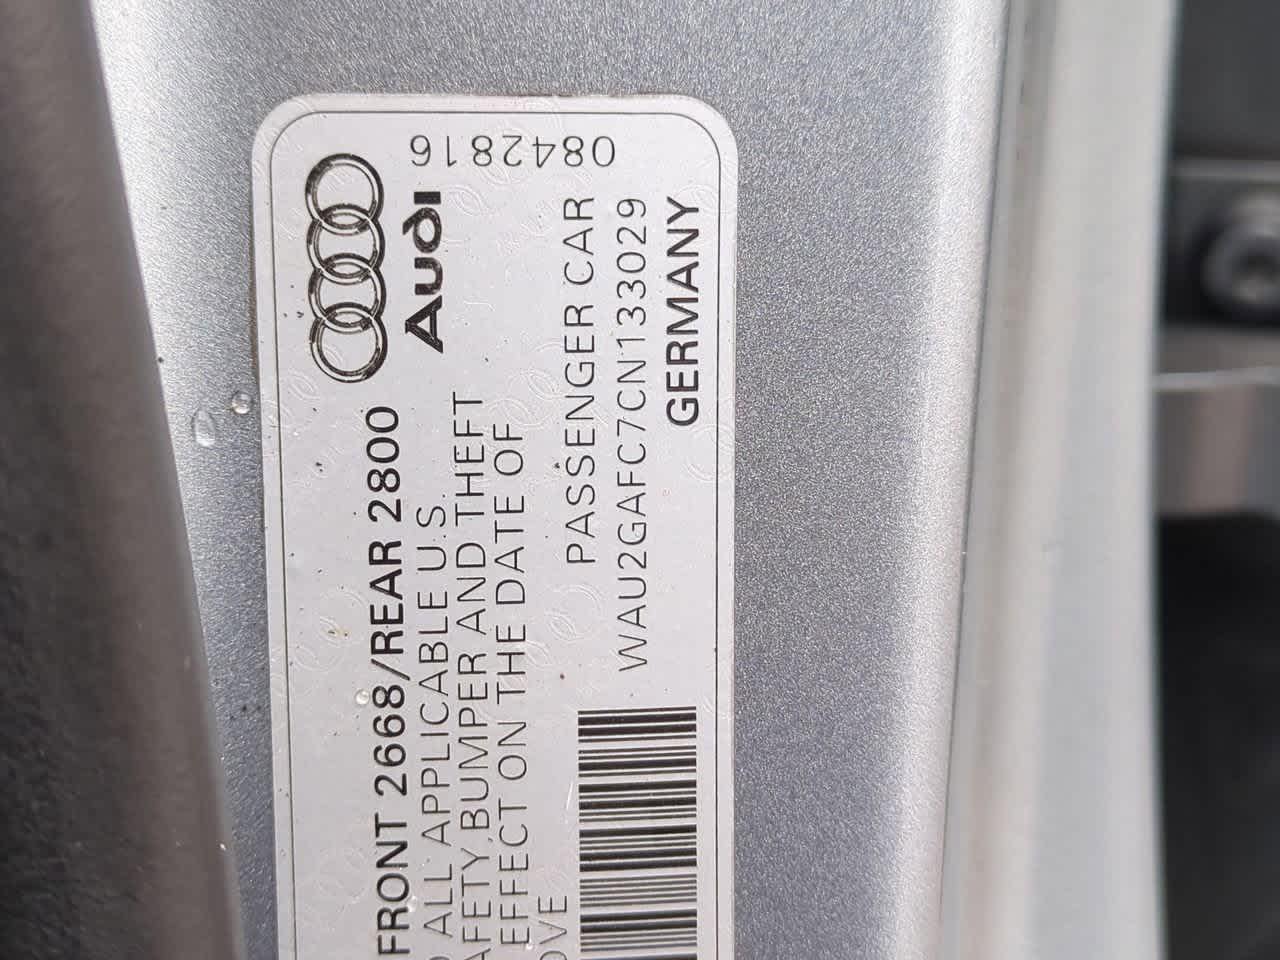 0842816
Audi
FRONT 2668/REAR 2800
ALL APPLICABLE U.S.
BUMPER AND THEFT
EFFECT ON THE DATE OF
PASSENGER CAR
WAU2GAFC7CN133029
GERMANY